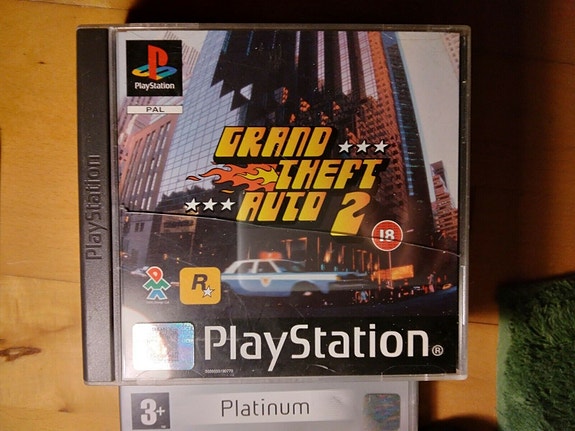 PlayStation
PlayStation
PAL
GRAND
THEFT
AUTO 2
18
R
PlayStation®
3+
Platinum